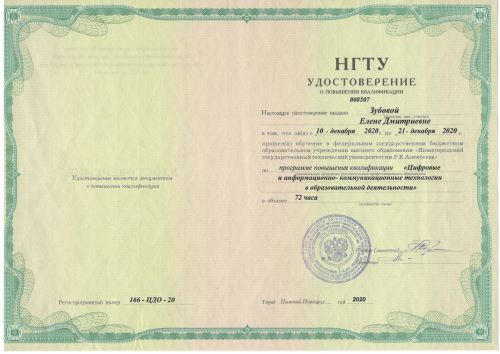 Удостоверение является документом
о повышении квалификации
Регистрационный номер 166 -ЦДО - 20
НГТУ
УДОСТОВЕРЕНИЕ
О ПОВЫШЕНИИ КВАЛИФИКАЦИИ
008507
Настоящее удостоверение выдано Зубовой
Елене Дмитриевне
в том, что он(а) с 10 - декабря 2020 г. по 21- декабря 2020 г.
прошел(а) обучение в федеральном государственном бюджетном
образовательном учреждении высшего образования «Нижегородский
государственный технический университет им.Р.Е.Алексеева»
по программе повышения квалификации «Цифровые
и информационно- коммуникационные технологии
в образовательной деятельности»
в объеме 72 часа
Ректор (директор)
Секретарь
Город Нижний Новгород год 2020